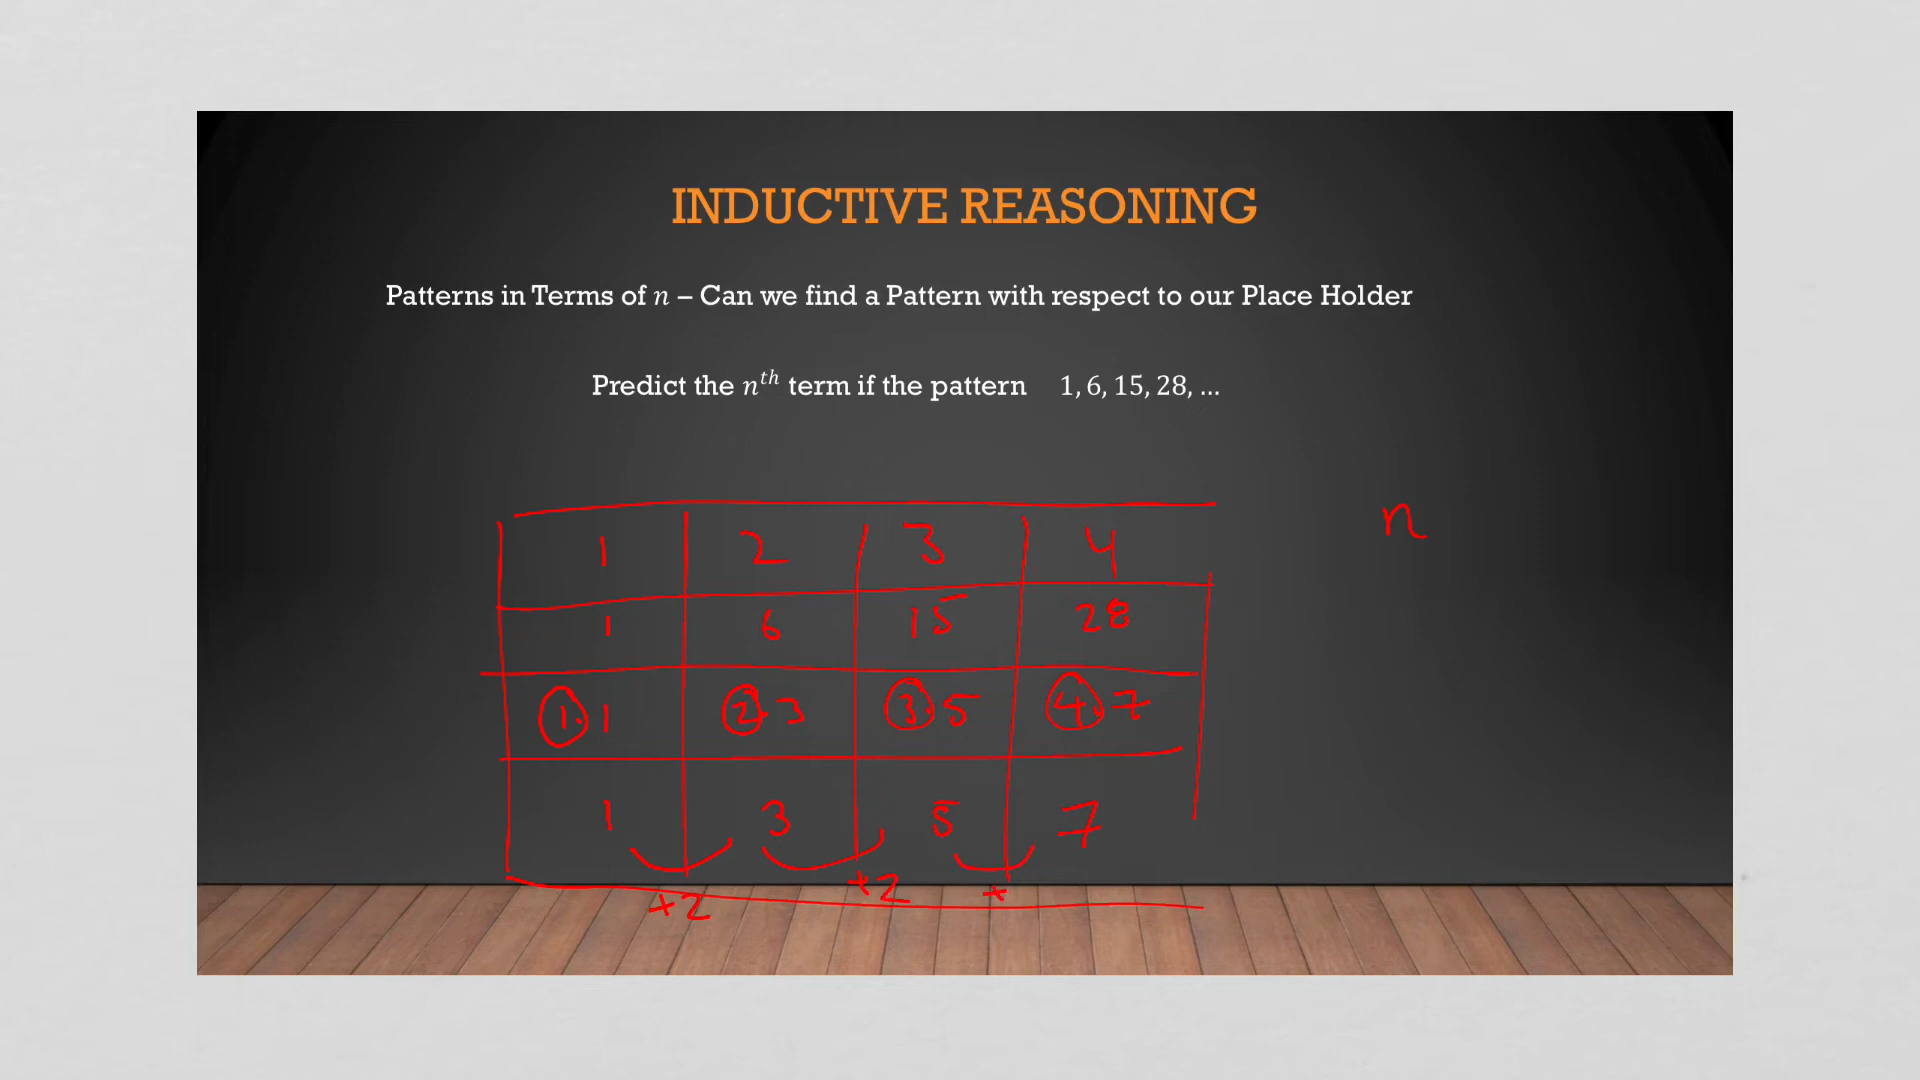 INDUCTIVE REASONING
Patterns in Terms of n – Can we find a Pattern with respect to our Place Holder
Predict the nᵗʰ term if the pattern 1, 6, 15, 28, ...
n
1 2 3 4
1 6 15 28
1·1 2·3 3·5 4·7
1 3 5 7
+2 +2 +